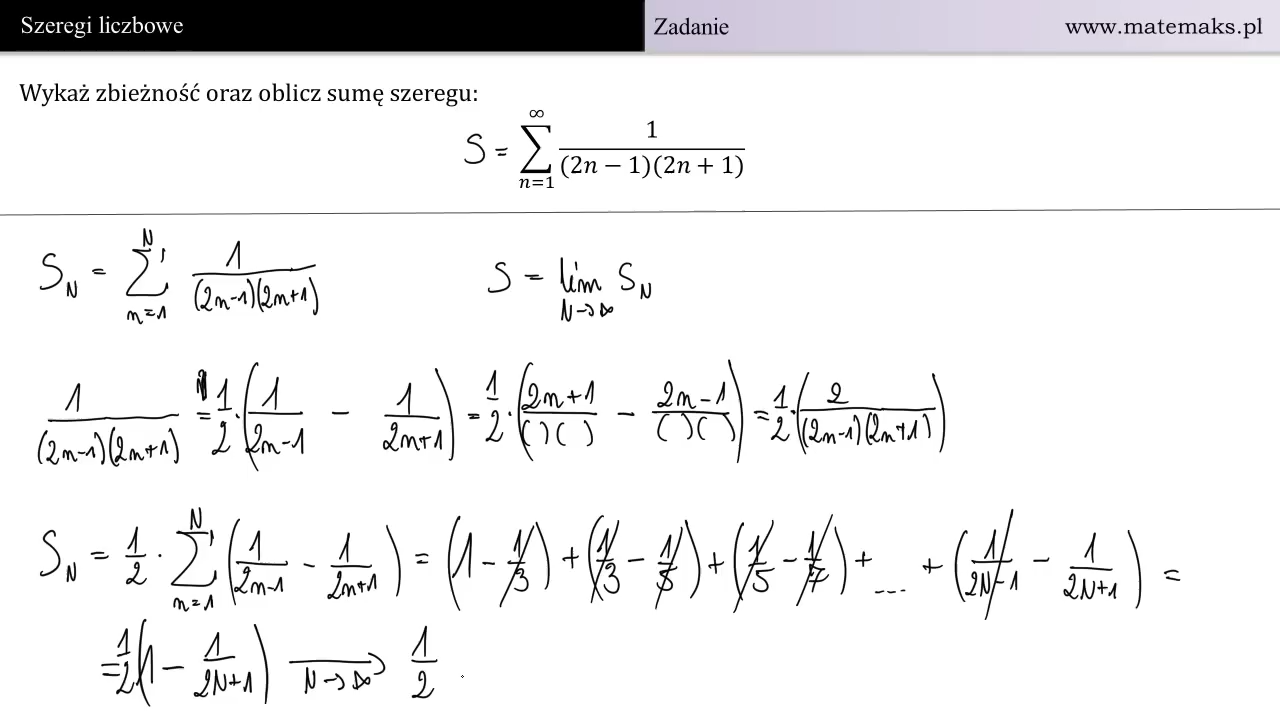 Szeregi liczbowe Zadanie www.matemaks.pl
Wykaż zbieżność oraz oblicz sumę szeregu:
S = ∑_{n=1}^{∞} 1/((2n − 1)(2n + 1))
S_N = ∑_{n=1}^{N} 1/((2n-1)(2n+1)) S = lim_{N→∞} S_N
1/((2n-1)(2n+1)) = 1/2 · (1/(2n-1) − 1/(2n+1)) = 1/2 · ((2n+1)/(( )( )) − (2n-1)/(( )( ))) = 1/2 · (2/((2n-1)(2n+1)))
S_N = 1/2 · ∑_{n=1}^{N} (1/(2n-1) − 1/(2n+1)) = (1 − 1/3) + (1/3 − 1/5) + (1/5 − 1/7) + .... + (1/(2N-1) − 1/(2N+1)) =
= 1/2 (1 − 1/(2N+1)) →_{N→∞} 1/2